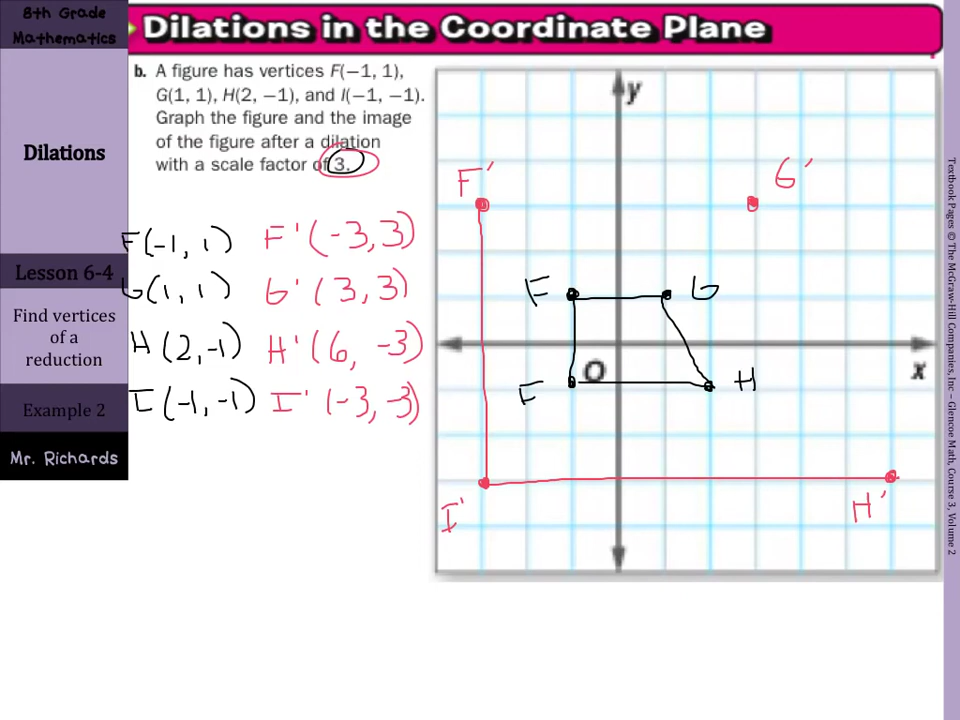 8th Grade
Mathematics
Dilations in the Coordinate Plane
Dilations
Lesson 6-4
Find vertices
of a
reduction
Example 2
Mr. Richards
b. A figure has vertices F(−1, 1),
G(1, 1), H(2, −1), and I(−1, −1).
Graph the figure and the image
of the figure after a dilation
with a scale factor of 3.
F(-1, 1) F'(-3, 3)
G(1, 1) G'(3, 3)
H(2, -1) H'(6, -3)
I(-1, -1) I'(-3, -3)
y
F' G'
F G
O x
I H
I' H'
Textbook Pages © The McGraw-Hill Companies, Inc – Glencoe Math, Course 3, Volume 2